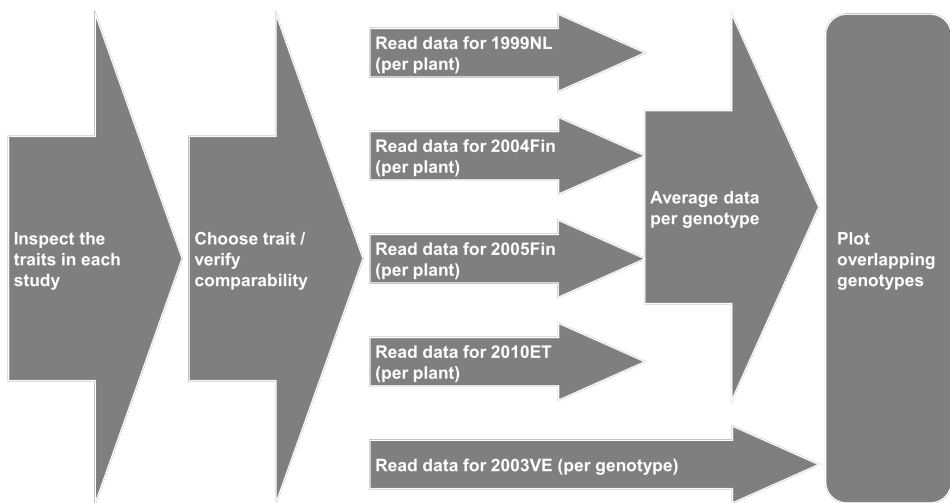 Inspect the
traits in each
study
Choose trait /
verify
comparability
Read data for 1999NL
(per plant)
Read data for 2004Fin
(per plant)
Read data for 2005Fin
(per plant)
Read data for 2010ET
(per plant)
Read data for 2003VE (per genotype)
Average data
per genotype
Plot
overlapping
genotypes